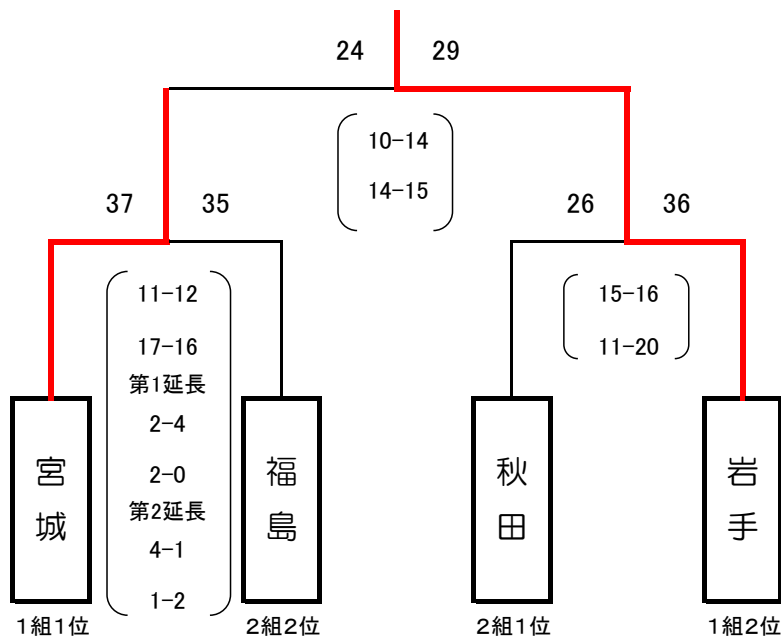 24 29
10-14
14-15
37 35
26 36
11-12
17-16
第1延長
2-4
2-0
第2延長
4-1
1-2
15-16
11-20
宮城
福島
秋田
岩手
1組1位
2組2位
2組1位
1組2位